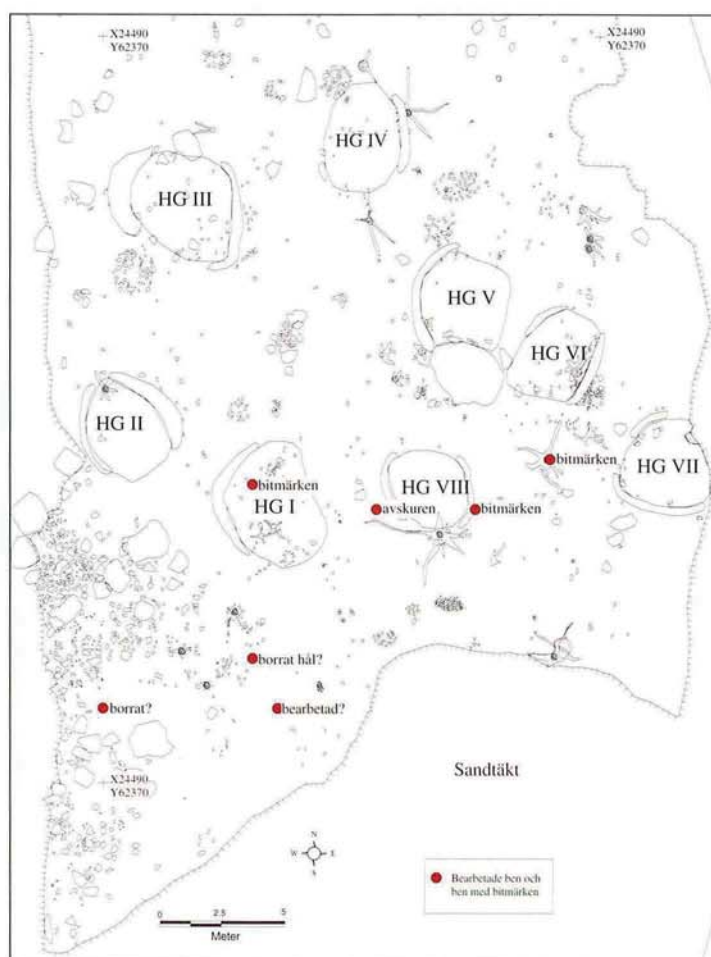 X24490
Y62370
X24490
Y62370
HG IV
HG III
HG V
HG VI
HG II
bitmärken
HG VII
bitmärken
HG I
HG VIII
avskuren
bitmärken
borrat hål?
borrat?
bearbetad?
Sandtäkt
X24490
Y62370
N
W E
S
Bearbetade ben och
ben med bitmärken
0 2.5 5
Meter